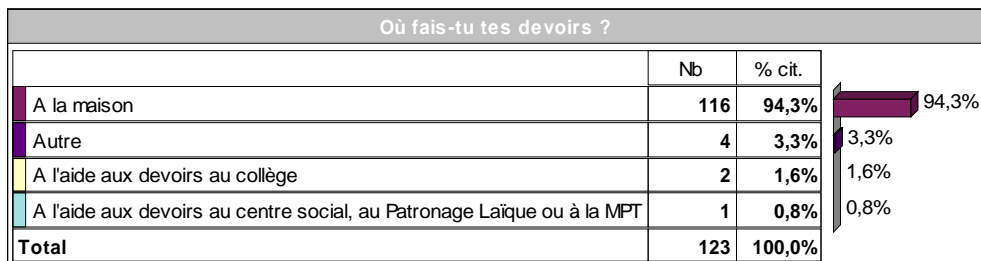 Où fais-tu tes devoirs ?
Nb % cit.
A la maison 116 94,3% 94,3%
Autre 4 3,3% 3,3%
A l'aide aux devoirs au collège 2 1,6% 1,6%
A l'aide aux devoirs au centre social, au Patronage Laïque ou à la MPT 1 0,8% 0,8%
Total 123 100,0%